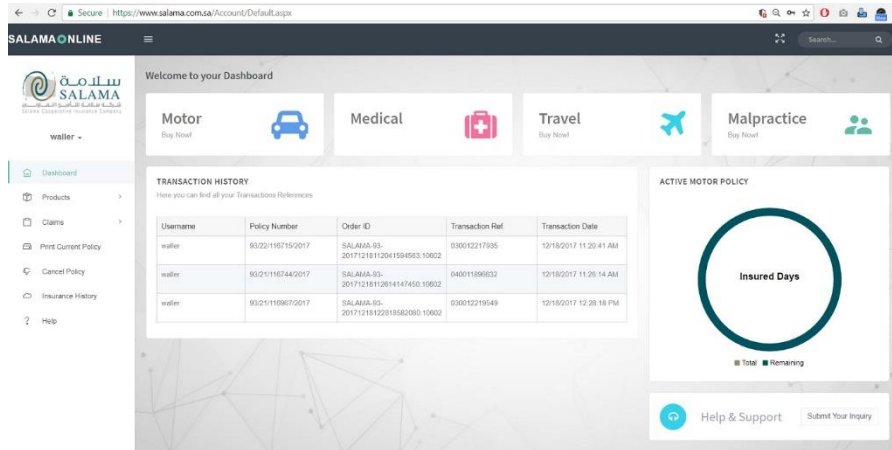 Secure https://www.salama.com.sa/Account/Default.aspx
SALAMAONLINE
Search...
سلامة
SALAMA
Salama Cooperative Insurance Company
waller
Dashboard
Products
Claims
Print Current Policy
Cancel Policy
Insurance History
Help
Welcome to your Dashboard
Motor
Buy Now!
Medical
Travel
Buy Now!
Malpractice
Buy Now!
TRANSACTION HISTORY
Here you can find all your Transactions References
Username Policy Number Order ID Transaction Ref. Transaction Date
waller 93/22/116715/2017 SALAMA-93- 030012217935 12/18/2017 11:20:41 AM
20171218112041594663:10602
waller 93/21/116744/2017 SALAMA-93- 040011896632 12/18/2017 11:26:14 AM
20171218112614147450:10602
waller 93/21/116967/2017 SALAMA-93- 030012219549 12/18/2017 12:28:18 PM
20171218122818582080:10602
ACTIVE MOTOR POLICY
Insured Days
Total Remaining
Help & Support
Submit Your Inquiry